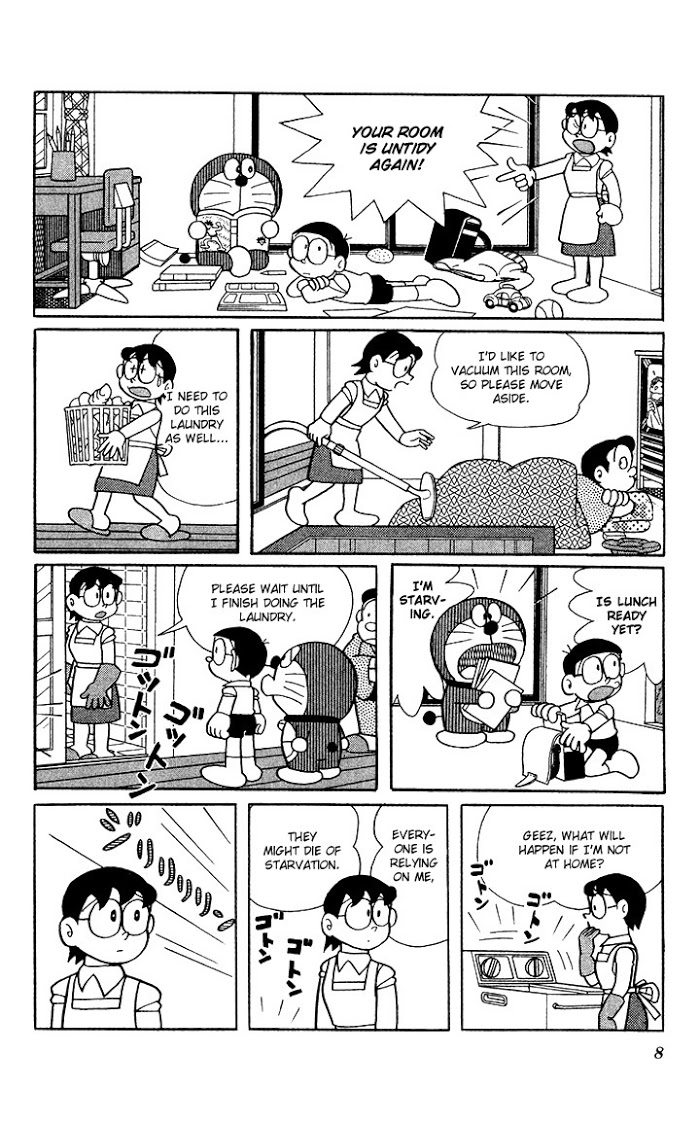 YOUR ROOM
IS UNTIDY
AGAIN!
I'D LIKE TO
VACUUM THIS ROOM,
SO PLEASE MOVE
ASIDE.
I NEED TO
DO THIS
LAUNDRY
AS WELL...
IS LUNCH
READY
YET?
I'M
STARV-
ING.
PLEASE WAIT UNTIL
I FINISH DOING THE
LAUNDRY.
ゴットン
ゴットン
GEEZ, WHAT WILL
HAPPEN IF I'M NOT
AT HOME?
ゴトン
ゴトン
EVERY-
ONE IS
RELYING
ON ME,
THEY
MIGHT DIE OF
STARVATION.
ゴトン
ゴトン
8